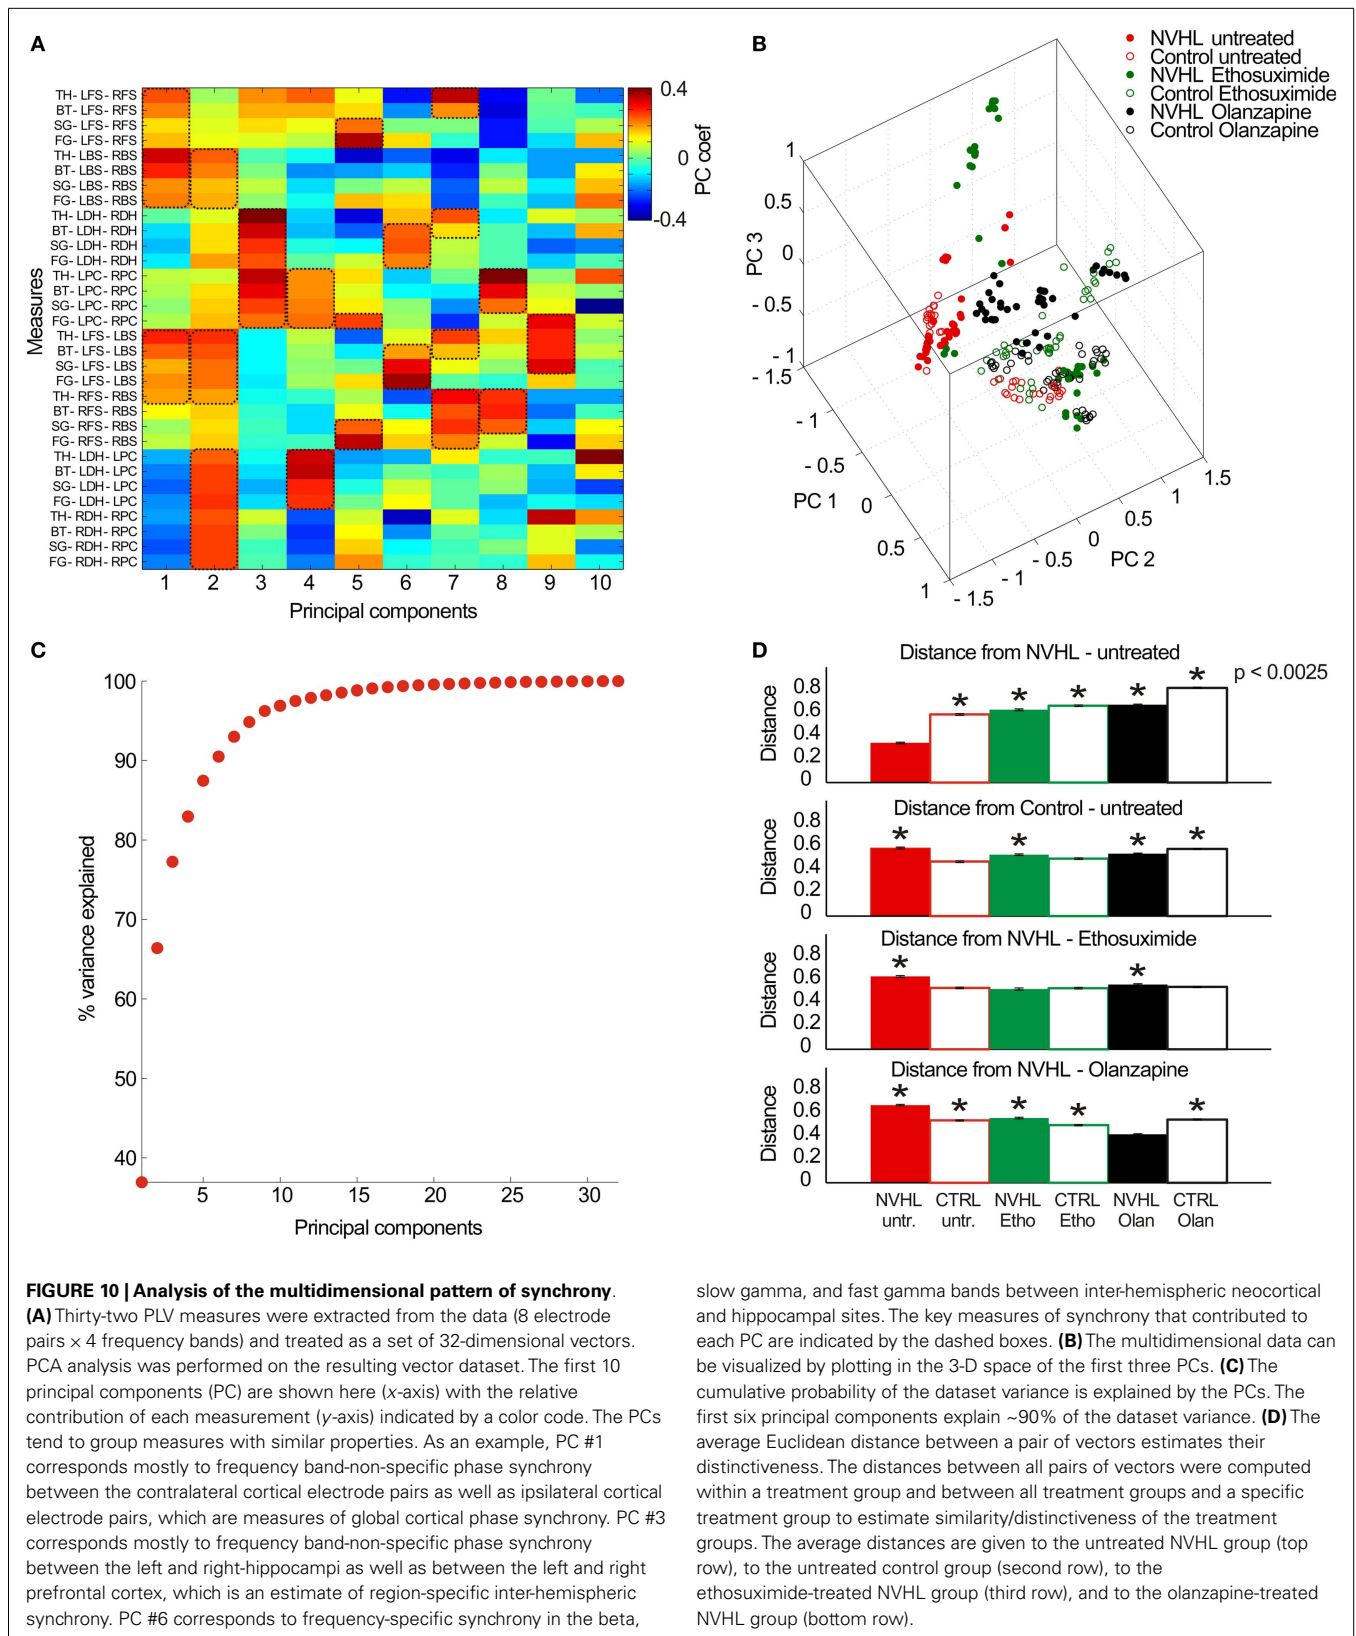 A
TH- LFS - RFS
BT- LFS - RFS
SG- LFS - RFS
FG- LFS - RFS
TH- LBS - RBS
BT- LBS - RBS
SG- LBS - RBS
FG- LBS - RBS
TH- LDH - RDH
BT- LDH - RDH
SG- LDH - RDH
FG- LDH - RDH
TH- LPC - RPC
BT- LPC - RPC
SG- LPC - RPC
FG- LPC - RPC
TH- LFS - LBS
BT- LFS - LBS
SG- LFS - LBS
FG- LFS - LBS
TH- RFS - RBS
BT- RFS - RBS
SG- RFS - RBS
FG- RFS - RBS
TH- LDH - LPC
BT- LDH - LPC
SG- LDH - LPC
FG- LDH - LPC
TH- RDH - RPC
BT- RDH - RPC
SG- RDH - RPC
FG- RDH - RPC
Measures
1 2 3 4 5 6 7 8 9 10
Principal components
0.4
0
-0.4
PC coef
B
NVHL untreated
Control untreated
NVHL Ethosuximide
Control Ethosuximide
NVHL Olanzapine
Control Olanzapine
1
0.5
0
- 0.5
- 1
PC 3
- 1.5
- 1
- 0.5
0
0.5
1
PC 1
- 1.5
- 1
- 0.5
0
0.5
1
1.5
PC 2
C
100
90
80
70
60
50
40
% variance explained
5 10 15 20 25 30
Principal components
D
Distance from NVHL - untreated
p < 0.0025
0.8
0.6
0.4
0.2
0
Distance
* * * * *
Distance from Control - untreated
0.8
0.6
0.4
0.2
0
Distance
* * * *
Distance from NVHL - Ethosuximide
0.8
0.6
0.4
0.2
0
Distance
* *
Distance from NVHL - Olanzapine
0.8
0.6
0.4
0.2
0
Distance
* * * * *
NVHL CTRL NVHL CTRL NVHL CTRL
untr. untr. Etho Etho Olan Olan
FIGURE 10 | Analysis of the multidimensional pattern of synchrony.
(A) Thirty-two PLV measures were extracted from the data (8 electrode
pairs × 4 frequency bands) and treated as a set of 32-dimensional vectors.
PCA analysis was performed on the resulting vector dataset. The first 10
principal components (PC) are shown here (x-axis) with the relative
contribution of each measurement (y-axis) indicated by a color code. The PCs
tend to group measures with similar properties. As an example, PC #1
corresponds mostly to frequency band-non-specific phase synchrony
between the contralateral cortical electrode pairs as well as ipsilateral cortical
electrode pairs, which are measures of global cortical phase synchrony. PC #3
corresponds mostly to frequency band-non-specific phase synchrony
between the left and right-hippocampi as well as between the left and right
prefrontal cortex, which is an estimate of region-specific inter-hemispheric
synchrony. PC #6 corresponds to frequency-specific synchrony in the beta,
slow gamma, and fast gamma bands between inter-hemispheric neocortical
and hippocampal sites. The key measures of synchrony that contributed to
each PC are indicated by the dashed boxes. (B) The multidimensional data can
be visualized by plotting in the 3-D space of the first three PCs. (C) The
cumulative probability of the dataset variance is explained by the PCs. The
first six principal components explain ~90% of the dataset variance. (D) The
average Euclidean distance between a pair of vectors estimates their
distinctiveness. The distances between all pairs of vectors were computed
within a treatment group and between all treatment groups and a specific
treatment group to estimate similarity/distinctiveness of the treatment
groups. The average distances are given to the untreated NVHL group (top
row), to the untreated control group (second row), to the
ethosuximide-treated NVHL group (third row), and to the olanzapine-treated
NVHL group (bottom row).